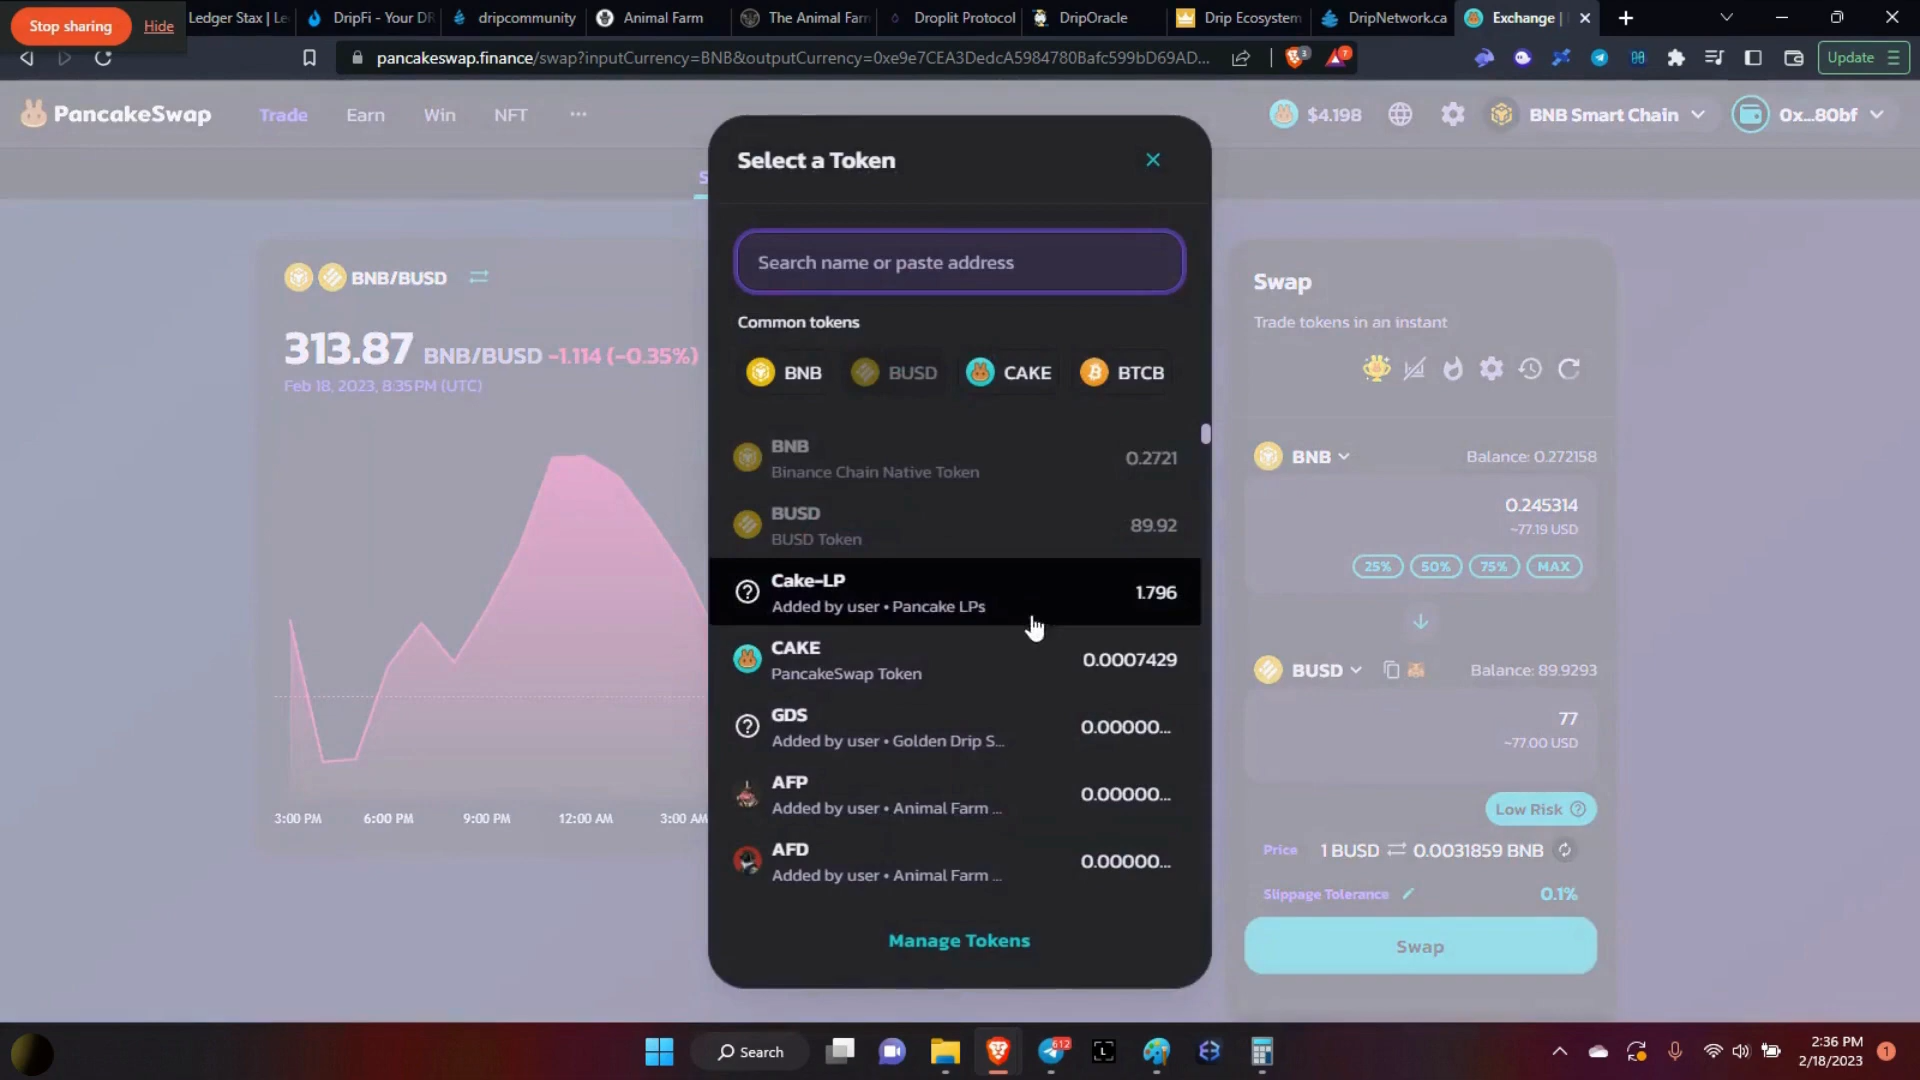 Stop sharing
Hide
Ledger Stax | Le
DripFi - Your DR
dripcommunity
Animal Farm
The Animal Farm
Droplit Protocol
DripOracle
Drip Ecosystem
DripNetwork.ca
Exchange |
pancakeswap.finance/swap?inputCurrency=BNB&outputCurrency=0xe9e7CEA3DedcA5984780Bafc599bD69AD...
3
7
Update
PancakeSwap
Trade
Earn
Win
NFT
$4.198
BNB Smart Chain
0x...80bf
Select a Token
Search name or paste address
Common tokens
BNB
BUSD
CAKE
BTCB
BNB
Binance Chain Native Token
0.2721
BUSD
BUSD Token
89.92
Cake-LP
Added by user • Pancake LPs
1.796
CAKE
PancakeSwap Token
0.0007429
GDS
Added by user • Golden Drip S...
0.00000...
AFP
Added by user • Animal Farm ...
0.00000...
AFD
Added by user • Animal Farm ...
0.00000...
Manage Tokens
BNB/BUSD
313.87 BNB/BUSD -1.114 (-0.35%)
Feb 18, 2023, 8:35 PM (UTC)
3:00 PM
6:00 PM
9:00 PM
12:00 AM
3:00 AM
Swap
Trade tokens in an instant
BNB
Balance: 0.272158
0.245314
~77.19 USD
25%
50%
75%
MAX
BUSD
Balance: 89.9293
77
~77.00 USD
Low Risk
Price
1 BUSD ⇄ 0.0031859 BNB
Slippage Tolerance
0.1%
Swap
Search
612
2:36 PM
2/18/2023
1